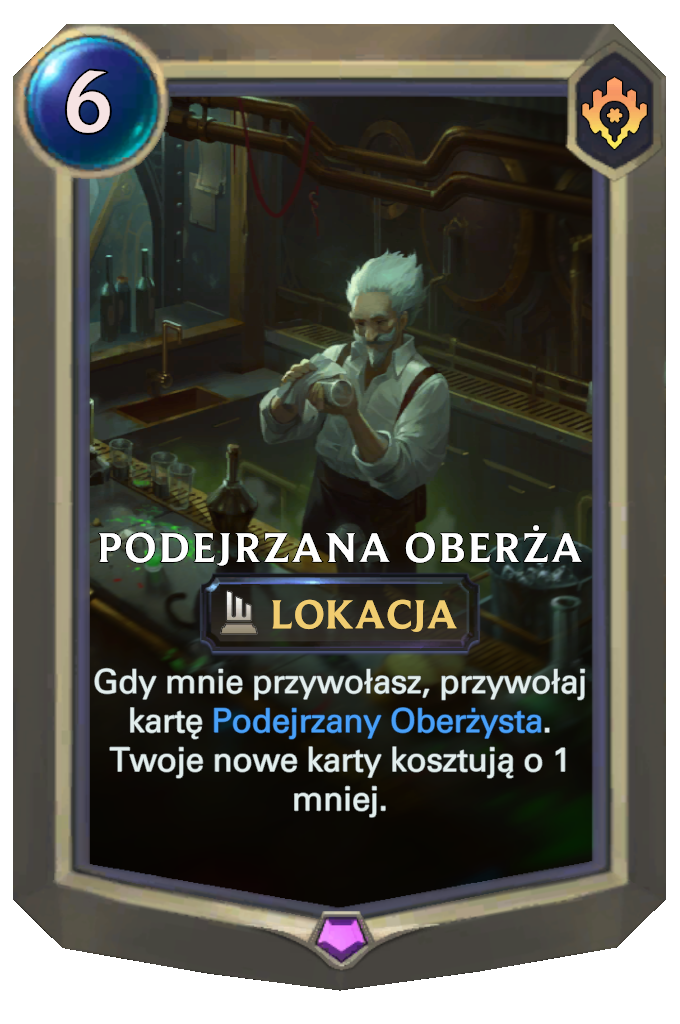 6
PODEJRZANA OBERŻA
LOKACJA
Gdy mnie przywołasz, przywołaj
kartę Podejrzany Oberżysta.
Twoje nowe karty kosztują o 1
mniej.